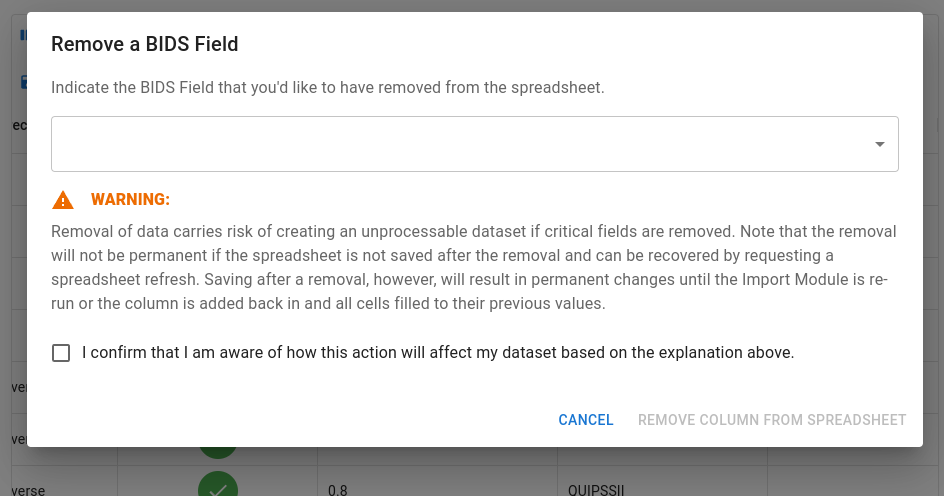 Remove a BIDS Field
Indicate the BIDS Field that you'd like to have removed from the spreadsheet.
ec
WARNING:
Removal of data carries risk of creating an unprocessable dataset if critical fields are removed. Note that the removal
will not be permanent if the spreadsheet is not saved after the removal and can be recovered by requesting a
spreadsheet refresh. Saving after a removal, however, will result in permanent changes until the Import Module is re-
run or the column is added back in and all cells filled to their previous values.
I confirm that I am aware of how this action will affect my dataset based on the explanation above.
ve
CANCEL REMOVE COLUMN FROM SPREADSHEET
ve
verse 0.8 QUIPSSII